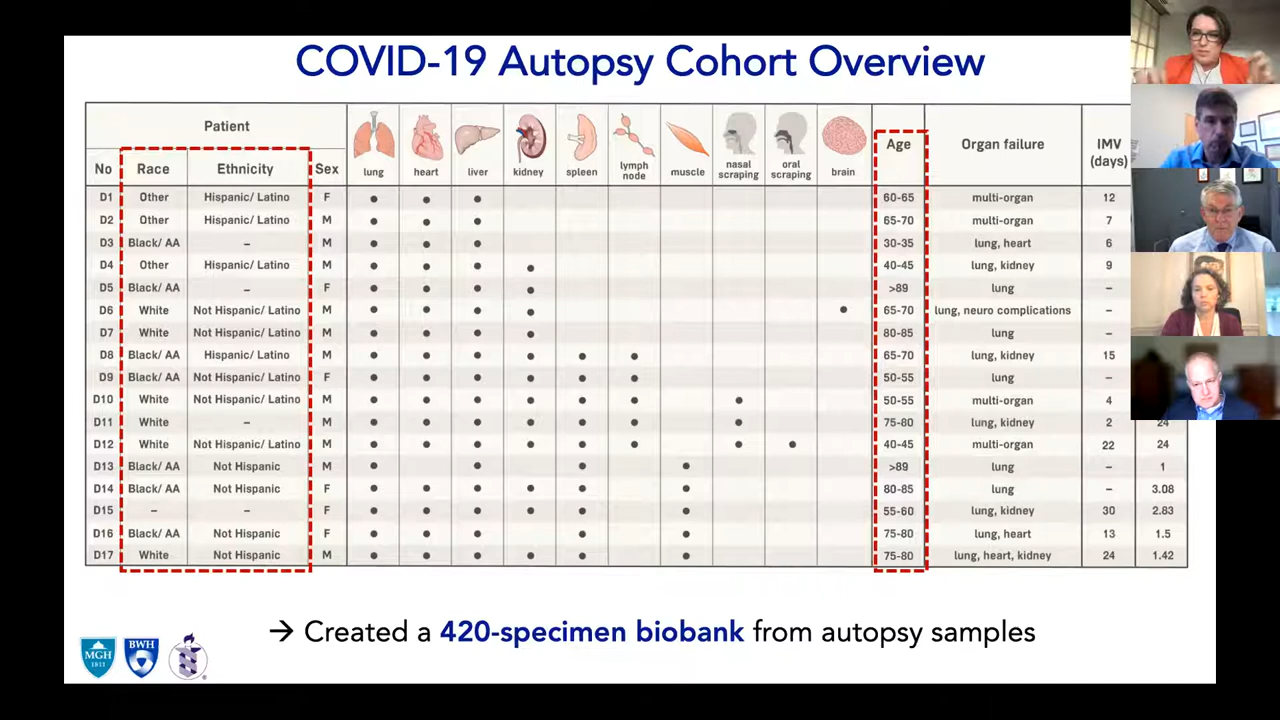 COVID-19 Autopsy Cohort Overview
Patient
No Race Ethnicity Sex lung heart liver kidney spleen lymph node muscle nasal scraping oral scraping brain Age Organ failure IMV (days)
D1 Other Hispanic/ Latino F • • • 60-65 multi-organ 12
D2 Other Hispanic/ Latino M • • • 65-70 multi-organ 7
D3 Black/ AA – M • • • 30-35 lung, heart 6
D4 Other Hispanic/ Latino M • • • • 40-45 lung, kidney 9
D5 Black/ AA – F • • • • >89 lung –
D6 White Not Hispanic/ Latino M • • • • • 65-70 lung, neuro complications –
D7 White Not Hispanic/ Latino M • • • • 80-85 lung –
D8 Black/ AA Hispanic/ Latino M • • • • • • 65-70 lung, kidney 15
D9 Black/ AA Not Hispanic/ Latino F • • • • • • 50-55 lung –
D10 White Not Hispanic/ Latino M • • • • • • • 50-55 multi-organ 4
D11 White – M • • • • • • • 75-80 lung, kidney 2 24
D12 White Not Hispanic/ Latino M • • • • • • • • 40-45 multi-organ 22 24
D13 Black/ AA Not Hispanic M • • • • >89 lung – 1
D14 Black/ AA Not Hispanic F • • • • • • 80-85 lung – 3.08
D15 – – F • • • • • • 55-60 lung, kidney 30 2.83
D16 Black/ AA Not Hispanic F • • • • • 75-80 lung, heart 13 1.5
D17 White Not Hispanic M • • • • • • 75-80 lung, heart, kidney 24 1.42
→ Created a 420-specimen biobank from autopsy samples
MGH
1811
BWH